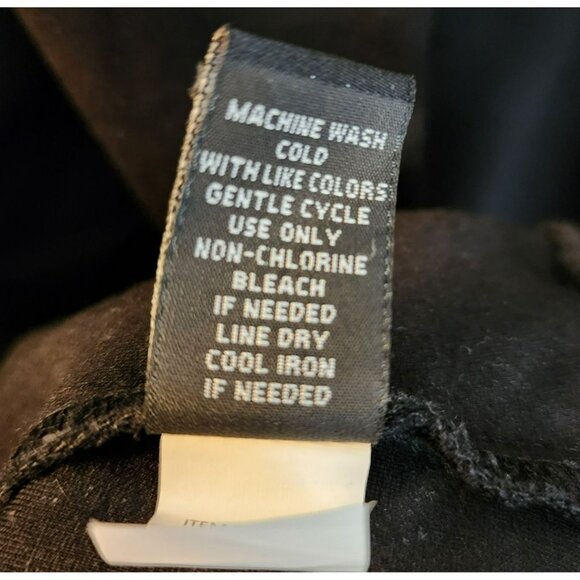 MACHINE WASH
COLD
WITH LIKE COLORS
GENTLE CYCLE
USE ONLY
NON-CHLORINE
BLEACH
IF NEEDED
LINE DRY
COOL IRON
IF NEEDED